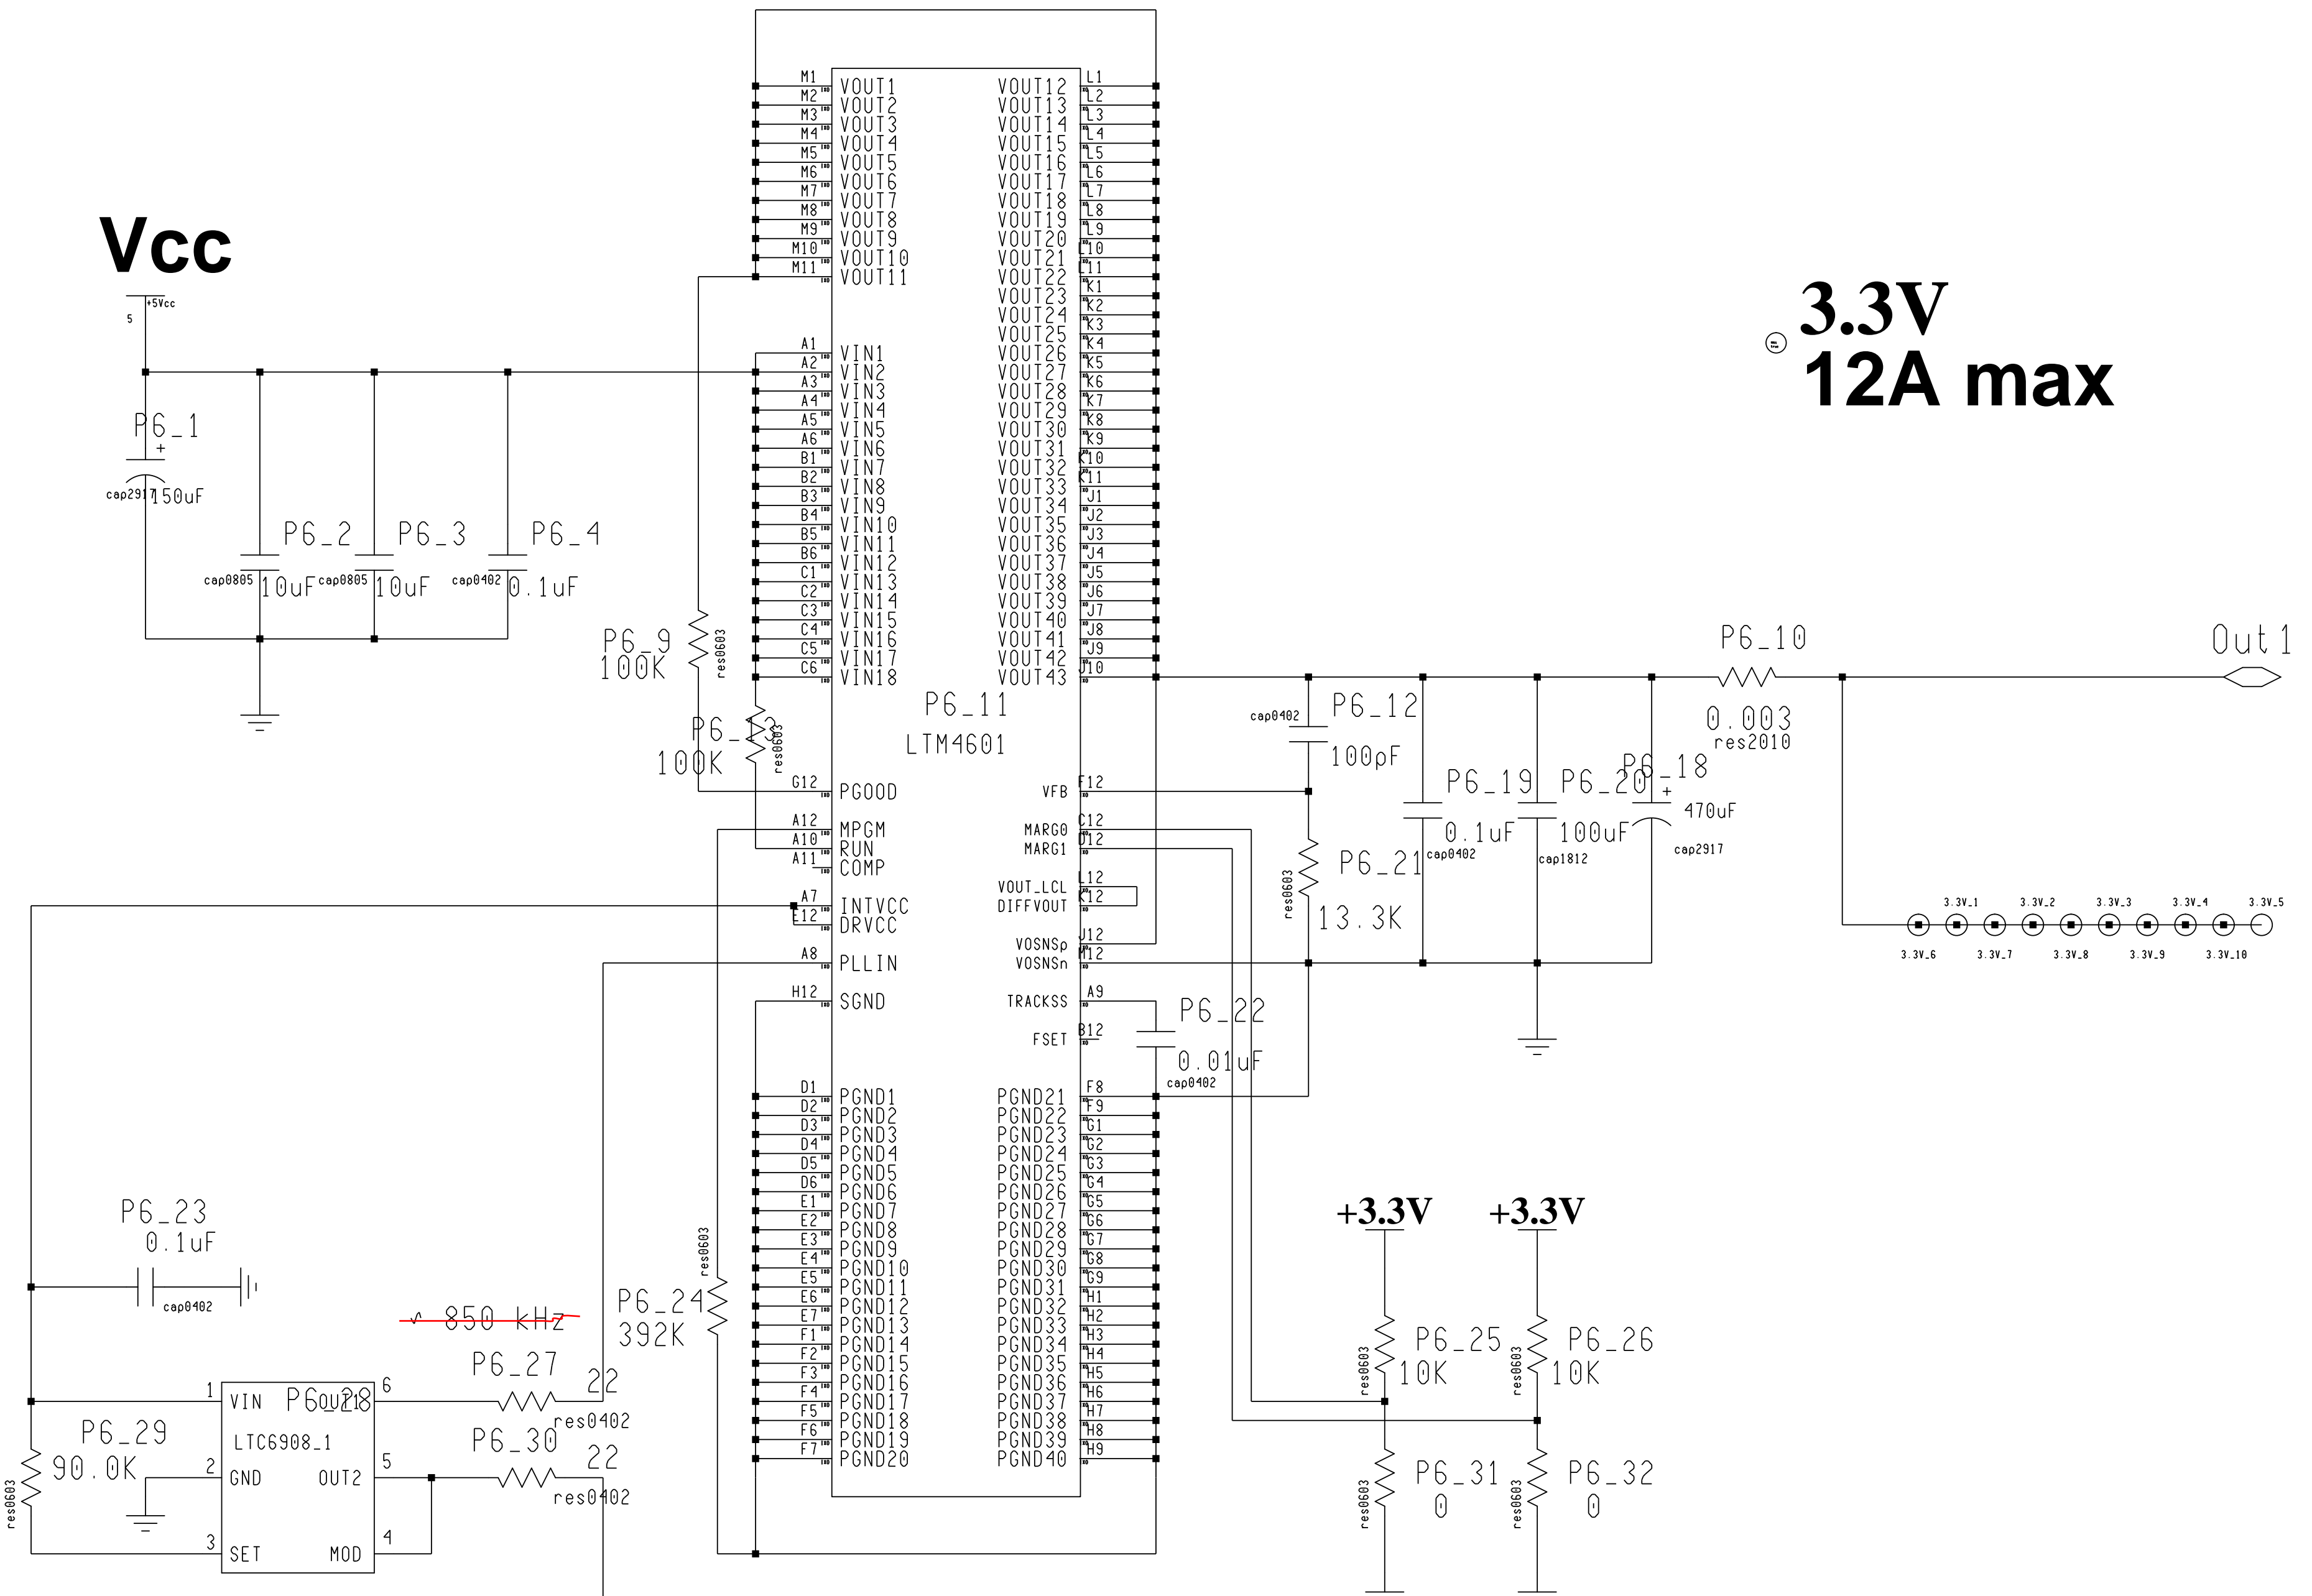 Vcc
+5Vcc
5
3.3V
12A max
P6_1
+
cap2917
150uF
P6_2
cap0805
10uF
P6_3
cap0805
10uF
P6_4
cap0402
0.1uF
P6_9
100K
res0603
P6_13
100K
res0603
M1 VOUT1
M2 VOUT2
M3 VOUT3
M4 VOUT4
M5 VOUT5
M6 VOUT6
M7 VOUT7
M8 VOUT8
M9 VOUT9
M10 VOUT10
M11 VOUT11
A1 VIN1
A2 VIN2
A3 VIN3
A4 VIN4
A5 VIN5
A6 VIN6
B1 VIN7
B2 VIN8
B3 VIN9
B4 VIN10
B5 VIN11
B6 VIN12
C1 VIN13
C2 VIN14
C3 VIN15
C4 VIN16
C5 VIN17
C6 VIN18
P6_11
LTM4601
G12 PGOOD
A12 MPGM
A10 RUN
A11 COMP
A7 INTVCC
E12 DRVCC
A8 PLLIN
H12 SGND
D1 PGND1
D2 PGND2
D3 PGND3
D4 PGND4
D5 PGND5
D6 PGND6
E1 PGND7
E2 PGND8
E3 PGND9
E4 PGND10
E5 PGND11
E6 PGND12
E7 PGND13
F1 PGND14
F2 PGND15
F3 PGND16
F4 PGND17
F5 PGND18
F6 PGND19
F7 PGND20
VOUT12 L1
VOUT13 L2
VOUT14 L3
VOUT15 L4
VOUT16 L5
VOUT17 L6
VOUT18 L7
VOUT19 L8
VOUT20 L9
VOUT21 L10
VOUT22 L11
VOUT23 K1
VOUT24 K2
VOUT25 K3
VOUT26 K4
VOUT27 K5
VOUT28 K6
VOUT29 K7
VOUT30 K8
VOUT31 K9
VOUT32 K10
VOUT33 K11
VOUT34 J1
VOUT35 J2
VOUT36 J3
VOUT37 J4
VOUT38 J5
VOUT39 J6
VOUT40 J7
VOUT41 J8
VOUT42 J9
VOUT43 J10
VFB F12
MARG0 C12
MARG1 D12
VOUT_LCL L12
DIFFVOUT K12
VOSNSp J12
VOSNSn M12
TRACKSS A9
FSET B12
PGND21 F8
PGND22 F9
PGND23 G1
PGND24 G2
PGND25 G3
PGND26 G4
PGND27 G5
PGND28 G6
PGND29 G7
PGND30 G8
PGND31 G9
PGND32 H1
PGND33 H2
PGND34 H3
PGND35 H4
PGND36 H5
PGND37 H6
PGND38 H7
PGND39 H8
PGND40 H9
cap0402
P6_12
100pF
P6_19
0.1uF
cap0402
P6_20
100uF
cap1812
P6_18
+
470uF
cap2917
P6_10
0.003
res2010
Out1
P6_21
13.3K
res0603
P6_22
0.01uF
cap0402
3.3V_1 3.3V_2 3.3V_3 3.3V_4 3.3V_5
3.3V_6 3.3V_7 3.3V_8 3.3V_9 3.3V_10
P6_23
0.1uF
cap0402
850 kHz
P6_24
392K
res0603
P6_27
22
res0402
P6_30
22
res0402
P6_29
90.0K
res0603
P6_28
LTC6908_1
1 VIN
2 GND
3 SET
OUT1 6
OUT2 5
MOD 4
+3.3V +3.3V
P6_25
10K
res0603
P6_26
10K
res0603
P6_31
0
res0603
P6_32
0
res0603